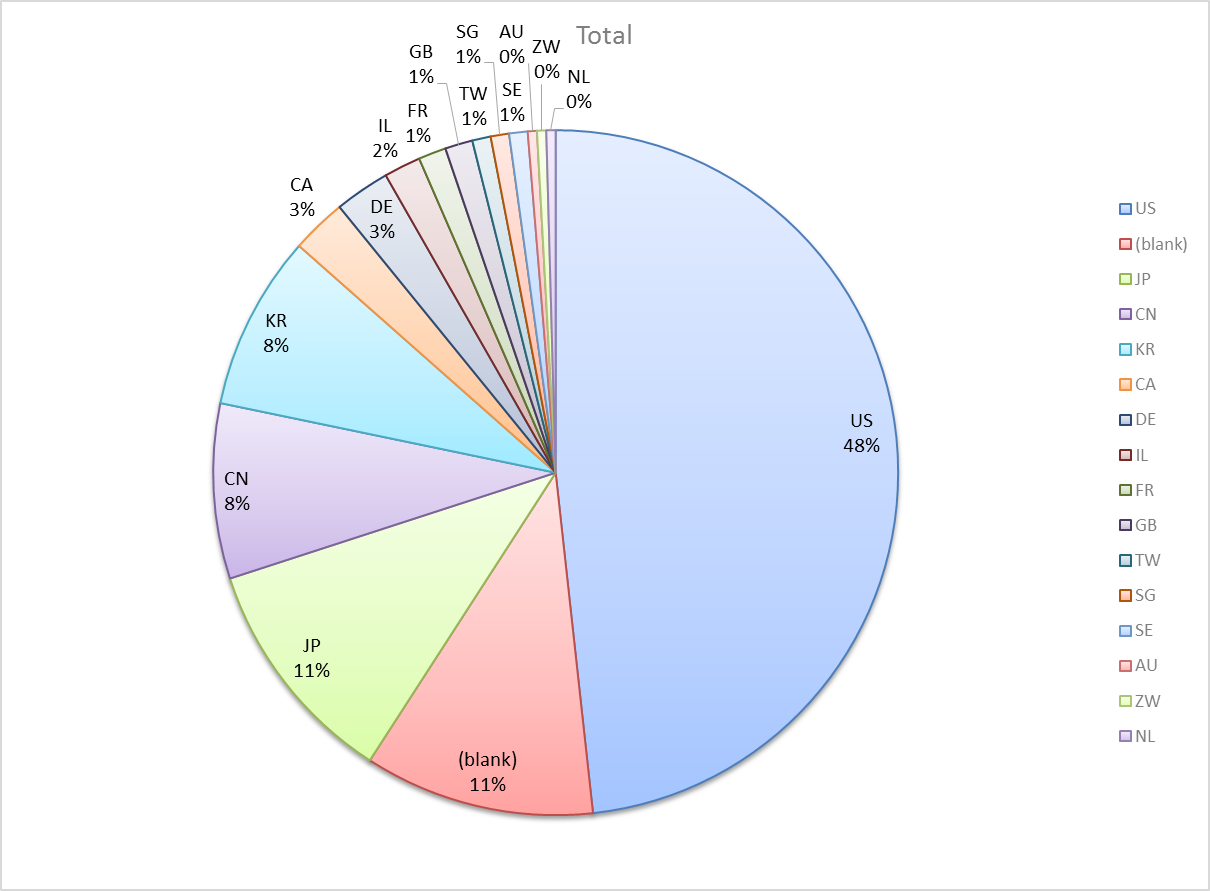 Total
US
48%
(blank)
11%
JP
11%
CN
8%
KR
8%
CA
3%
DE
3%
IL
2%
FR
1%
GB
1%
TW
1%
SG
1%
SE
1%
AU
0%
ZW
0%
NL
0%
US
(blank)
JP
CN
KR
CA
DE
IL
FR
GB
TW
SG
SE
AU
ZW
NL